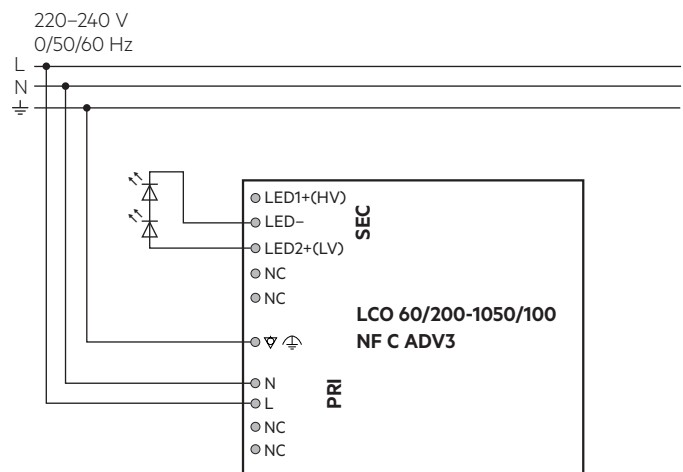 220–240 V
0/50/60 Hz
L
N
LED1+(HV)
LED–
LED2+(LV)
NC
NC
SEC
LCO 60/200-1050/100
NF C ADV3
N
L
NC
NC
PRI